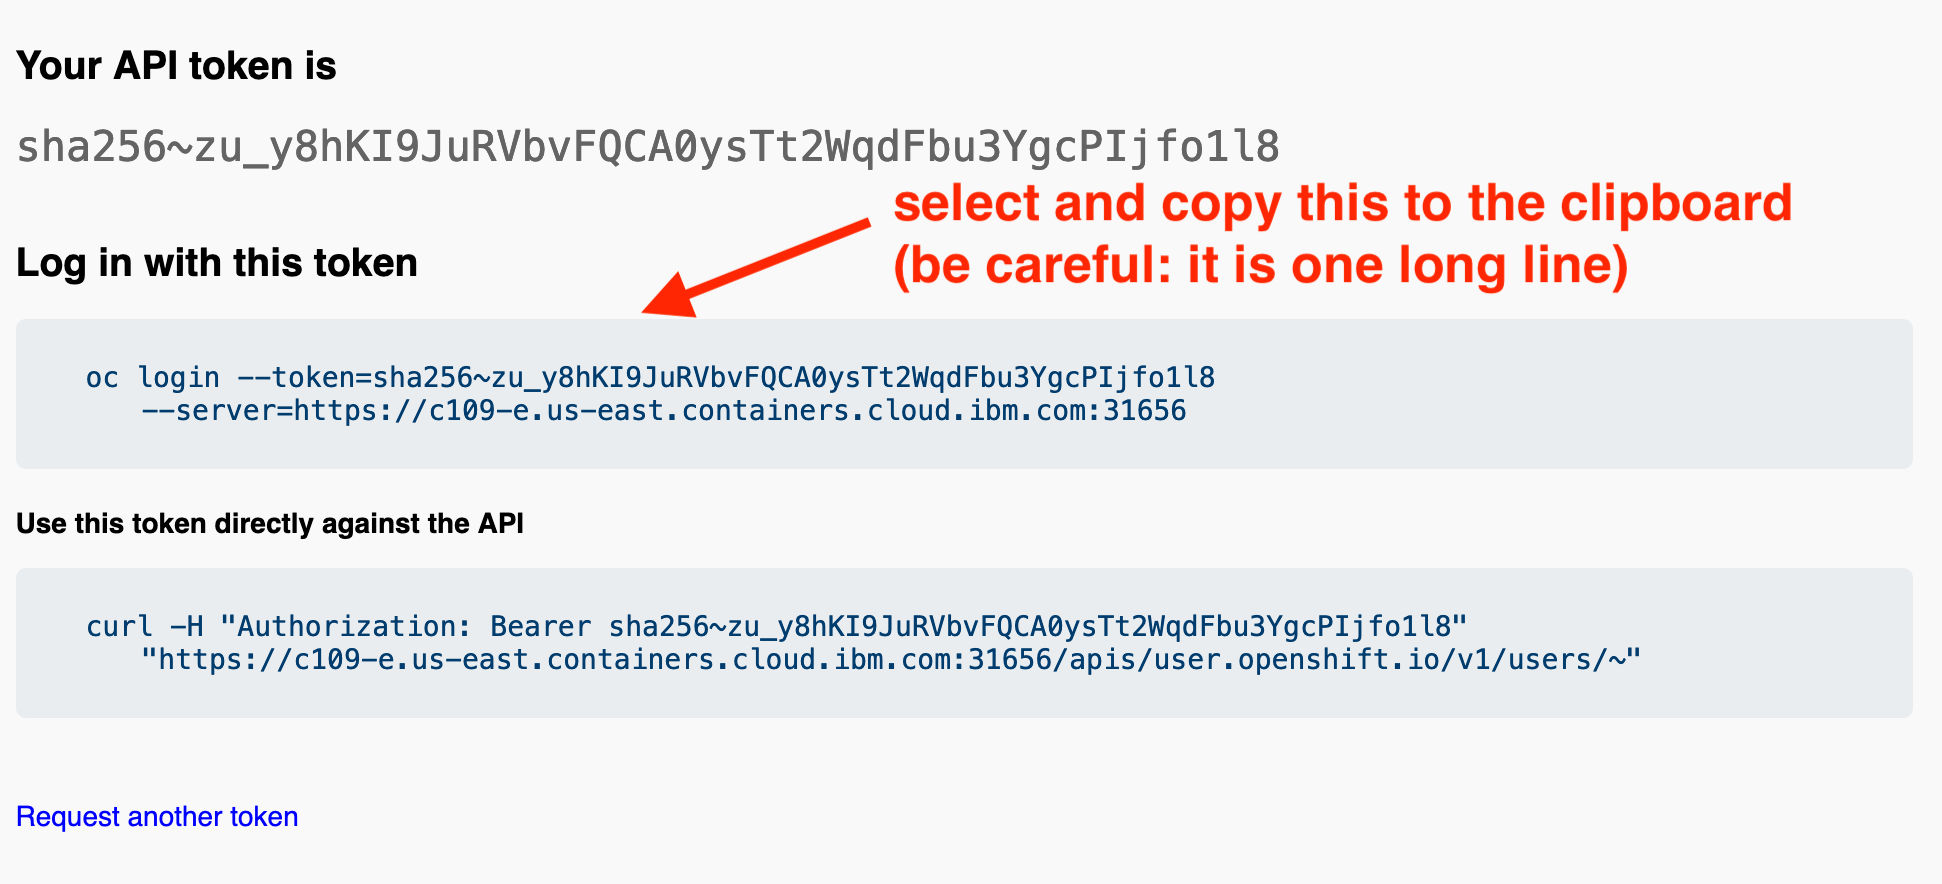 Your API token is
sha256~zu_y8hKI9JuRVbvFQCA0ysTt2WqdFbu3YgcPIjfo1l8
select and copy this to the clipboard
(be careful: it is one long line)
Log in with this token
oc login --token=sha256~zu_y8hKI9JuRVbvFQCA0ysTt2WqdFbu3YgcPIjfo1l8
--server=https://c109-e.us-east.containers.cloud.ibm.com:31656
Use this token directly against the API
curl -H "Authorization: Bearer sha256~zu_y8hKI9JuRVbvFQCA0ysTt2WqdFbu3YgcPIjfo1l8"
"https://c109-e.us-east.containers.cloud.ibm.com:31656/apis/user.openshift.io/v1/users/~"
Request another token